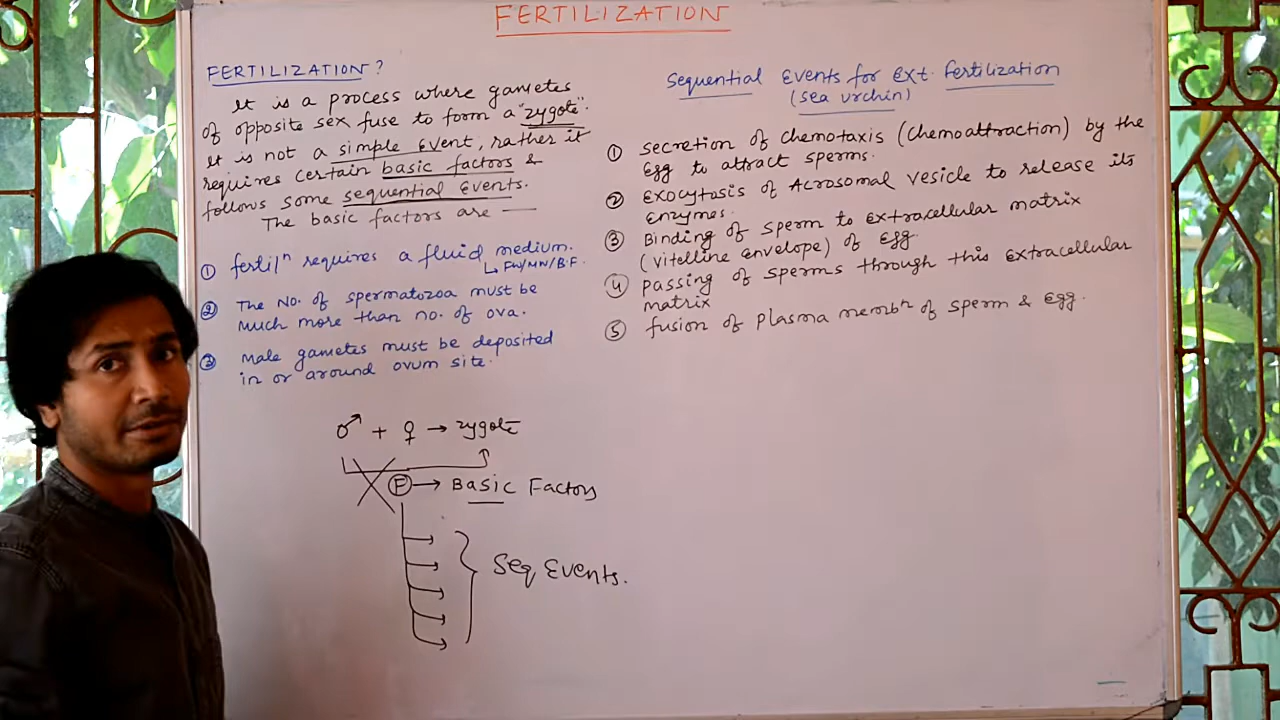 FERTILIZATION
FERTILIZATION?
It is a process where gametes
of opposite sex fuse to form a "zygote".
It is not a simple event, rather it
requires certain basic factors &
follows some sequential events.
The basic factors are —
① fertilⁿ requires a fluid medium.
↳ FW/MW/B.F.
② The No. of spermatozoa must be
much more than no. of ova.
③ Male gametes must be deposited
in or around ovum site.
♂ + ♀ → zygote
Ⓕ → Basic Factors
Seq Events.
Sequential Events for Ext. fertilization
(sea urchin)
① secretion of chemotaxis (chemoattraction) by the
Egg to attract sperms.
② Exocytosis of Acrosomal vesicle to release its
Enzymes.
③ Binding of sperm to extracellular matrix
(vitelline envelope) of Egg.
④ passing of sperms through this extracellular
matrix
⑤ fusion of plasma membⁿ of sperm & Egg.